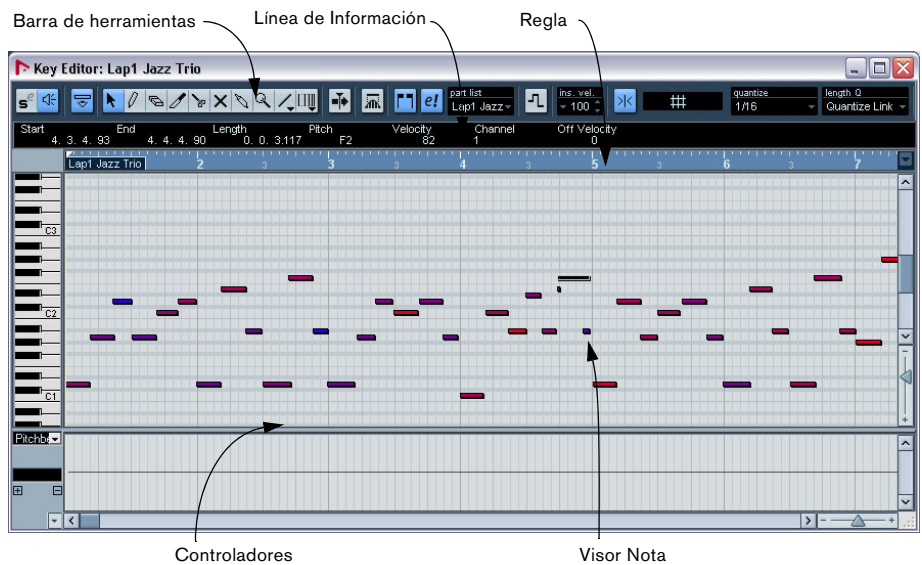 Barra de herramientas
Línea de Información
Regla
Key Editor: Lap1 Jazz Trio
part list
Lap1 Jazz
ins. vel.
100
quantize
1/16
length Q
Quantize Link
Start End Length Pitch Velocity Channel Off Velocity
4. 3. 4. 93 4. 4. 4. 90 0. 0. 3.117 F2 82 1 0
Lap1 Jazz Trio 2 3 3 3 4 3 5 3 6 3 7
C3
C2
C1
Controladores
Visor Nota